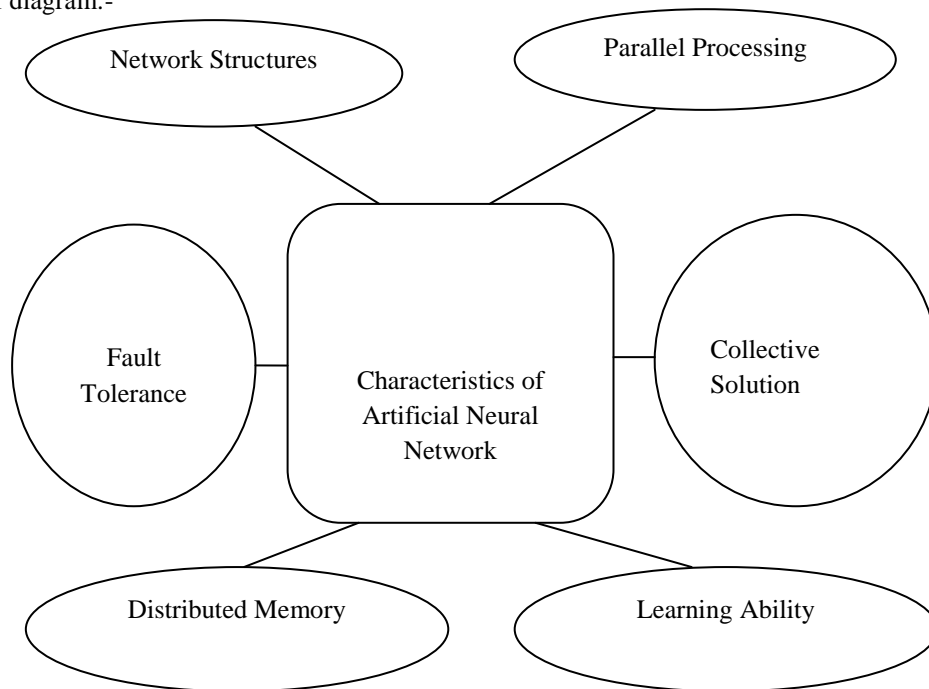 diagram:-
Network Structures
Parallel Processing
Fault
Tolerance
Characteristics of
Artificial Neural
Network
Collective
Solution
Distributed Memory
Learning Ability